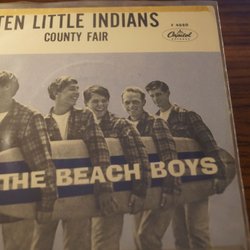 TEN LITTLE INDIANS
COUNTY FAIR
Capitol
THE BEACH BOYS